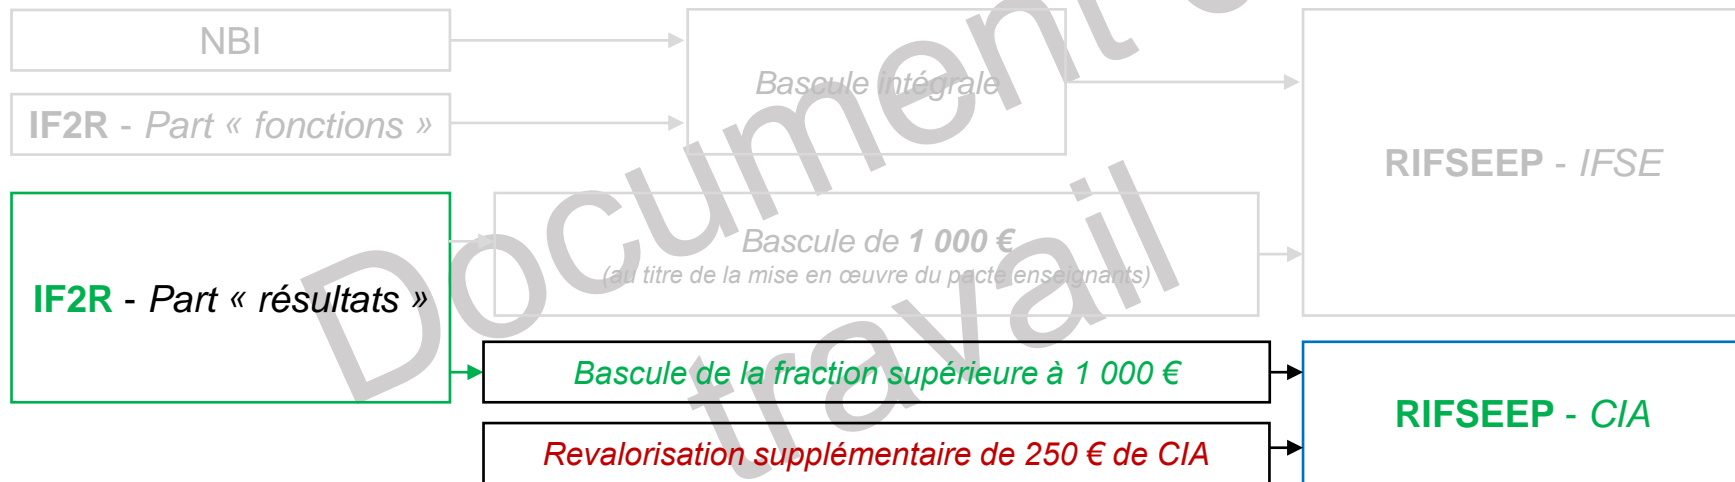 NBI
IF2R - Part « fonctions »
Bascule intégrale
RIFSEEP - IFSE
IF2R - Part « résultats »
Bascule de 1 000 €
(au titre de la mise en œuvre du pacte enseignants)
Bascule de la fraction supérieure à 1 000 €
Revalorisation supplémentaire de 250 € de CIA
RIFSEEP - CIA
Document
travail